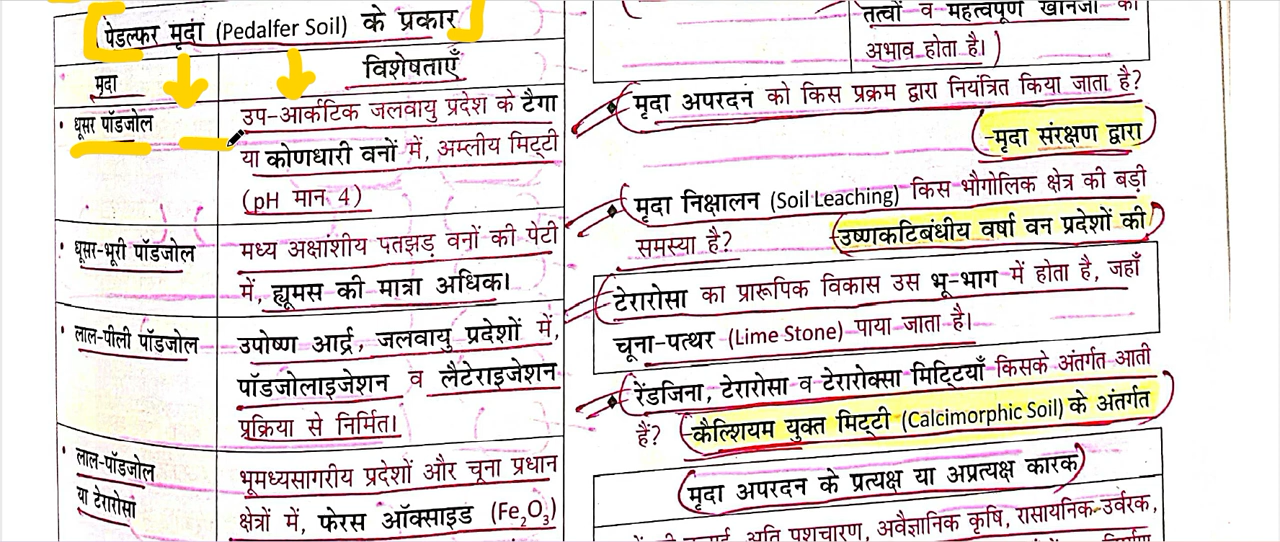 पेडल्फर मृदा (Pedalfer Soil) के प्रकार
मृदा
विशेषताएँ
• धूसर पॉडजोल
उप-आर्कटिक जलवायु प्रदेश के टैगा
या कोणधारी वनों में, अम्लीय मिट्टी
(pH मान 4)
• धूसर-भूरी पॉडजोल
मध्य अक्षांशीय पतझड़ वनों की पेटी
में, ह्यूमस की मात्रा अधिक।
• लाल-पीली पॉडजोल
उपोष्ण आर्द्र, जलवायु प्रदेशों में,
पॉडजोलाइजेशन व लैटेराइजेशन
प्रक्रिया से निर्मित।
• लाल-पॉडजोल
या टेरारोसा
भूमध्यसागरीय प्रदेशों और चूना प्रधान
क्षेत्रों में, फेरस ऑक्साइड (Fe₂O₃)
तत्वों व महत्वपूर्ण खनिजों का
अभाव होता है।
मृदा अपरदन को किस प्रक्रम द्वारा नियंत्रित किया जाता है?
-मृदा संरक्षण द्वारा
मृदा निक्षालन (Soil Leaching) किस भौगोलिक क्षेत्र की बड़ी
समस्या है? उष्णकटिबंधीय वर्षा वन प्रदेशों की
टेरारोसा का प्रारूपिक विकास उस भू-भाग में होता है, जहाँ
चूना-पत्थर (Lime Stone) पाया जाता है।
रेंडजिना, टेरारोसा व टेरारोक्सा मिट्टियाँ किसके अंतर्गत आती
हैं? -कैल्शियम युक्त मिट्टी (Calcimorphic Soil) के अंतर्गत
मृदा अपरदन के प्रत्यक्ष या अप्रत्यक्ष कारक
अति पशुचारण, अवैज्ञानिक कृषि, रासायनिक-उर्वरक,